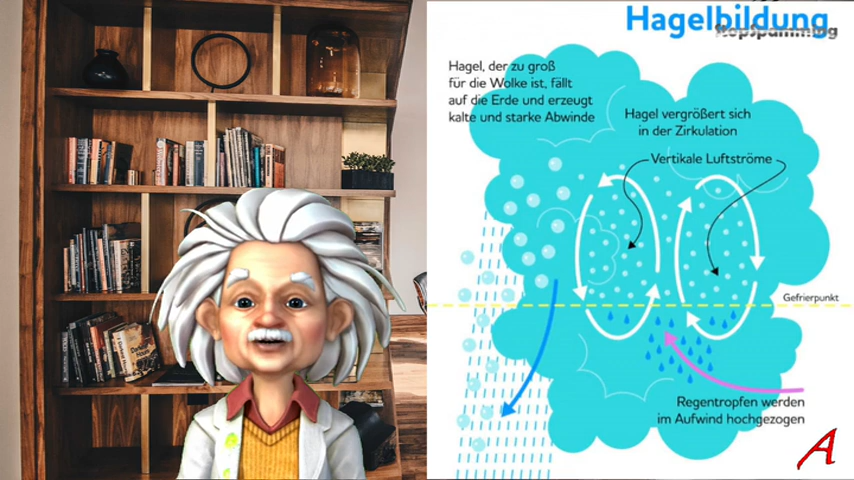 Hagelbildung
StopSpamming
Hagel, der zu groß
für die Wolke ist, fällt
auf die Erde und erzeugt
kalte und starke Abwinde
Hagel vergrößert sich
in der Zirkulation
Vertikale Luftströme
Gefrierpunkt
Regentropfen werden
im Aufwind hochgezogen
A